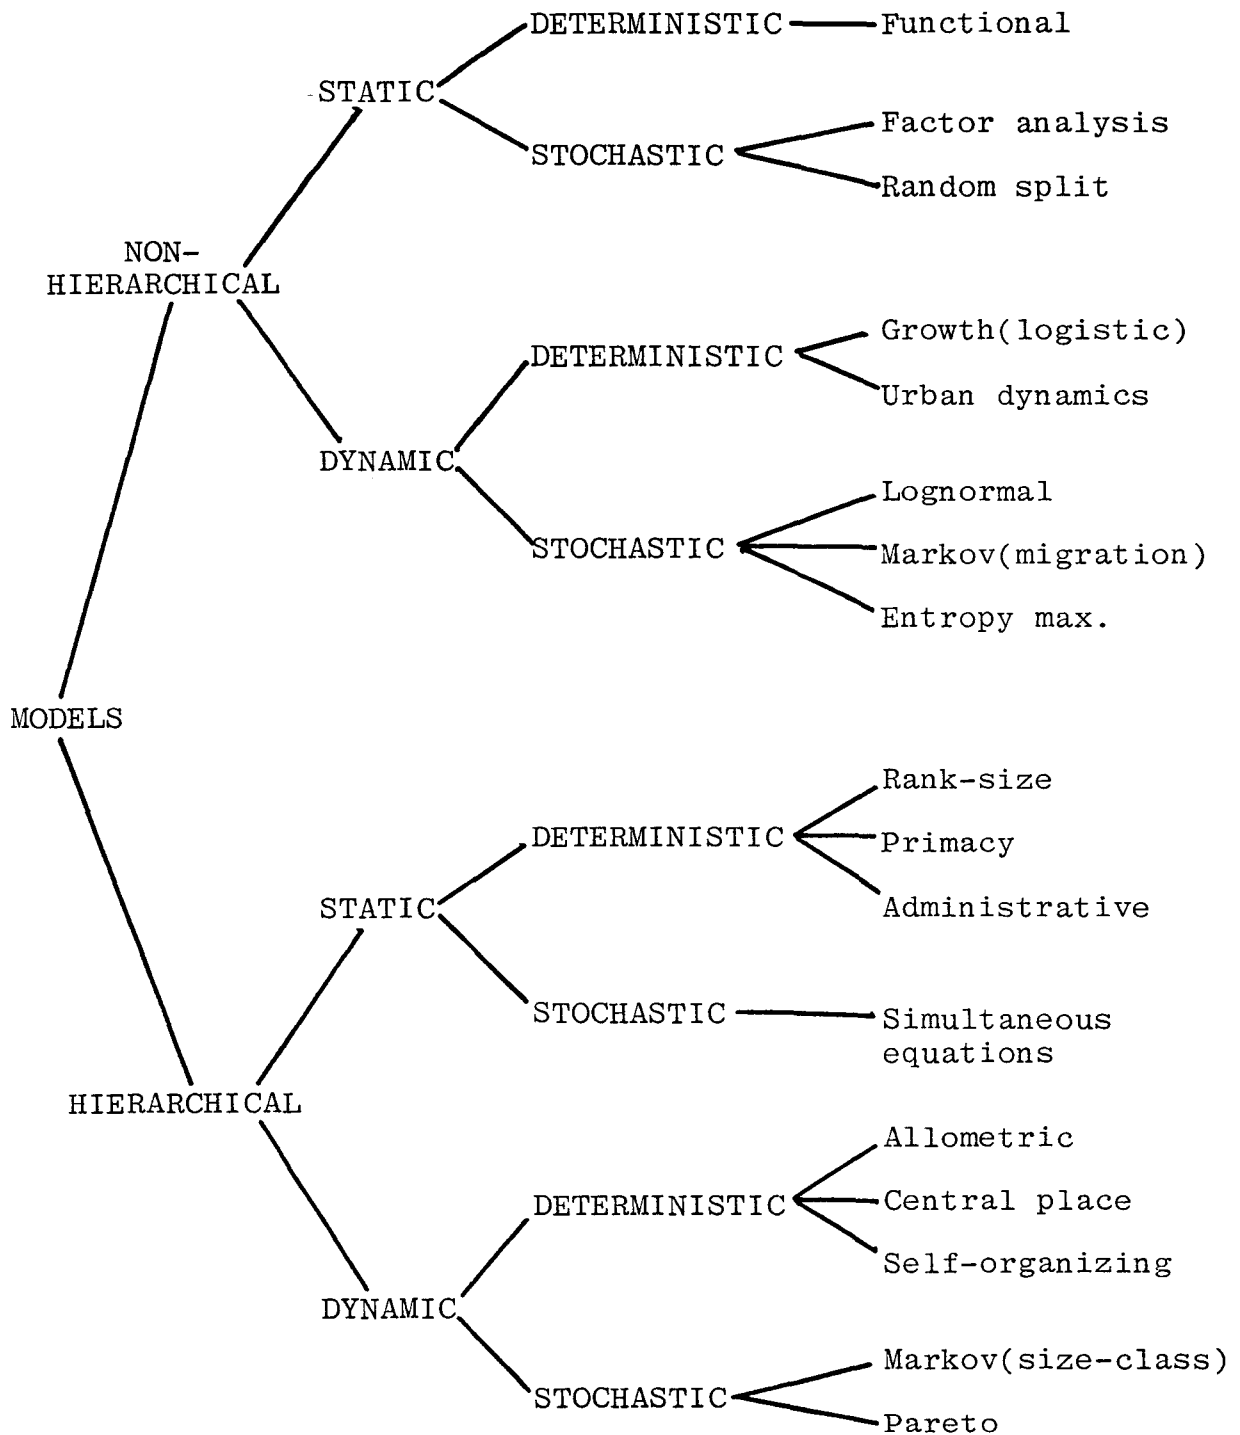 DETERMINISTIC
Functional
STATIC
Factor analysis
STOCHASTIC
Random split
NON-
HIERARCHICAL
Growth(logistic)
DETERMINISTIC
Urban dynamics
DYNAMIC
Lognormal
STOCHASTIC
Markov(migration)
Entropy max.
MODELS
Rank-size
DETERMINISTIC
Primacy
STATIC
Administrative
STOCHASTIC
Simultaneous
equations
HIERARCHICAL
Allometric
DETERMINISTIC
Central place
Self-organizing
DYNAMIC
Markov(size-class)
STOCHASTIC
Pareto